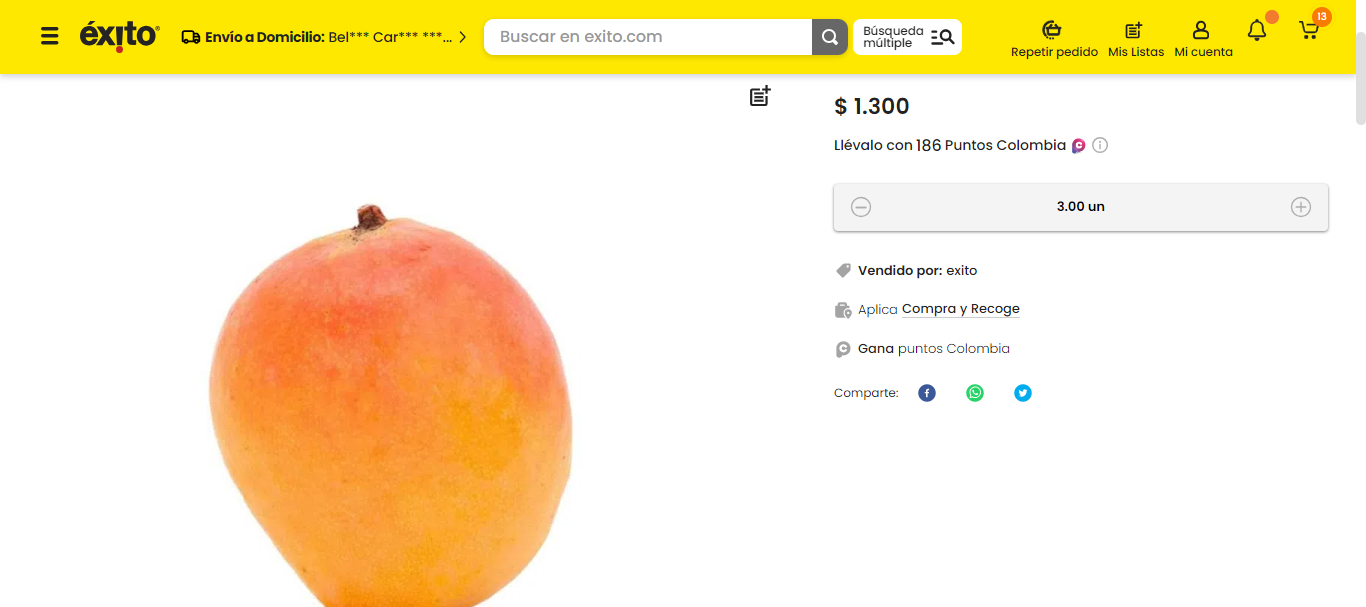 éxito
Envío a Domicilio: Bel*** Car*** ***...
Buscar en exito.com
Búsqueda
múltiple
Repetir pedido
Mis Listas
Mi cuenta
13
$ 1.300
Llévalo con 186 Puntos Colombia
3.00 un
Vendido por: exito
Aplica Compra y Recoge
Gana puntos Colombia
Comparte: